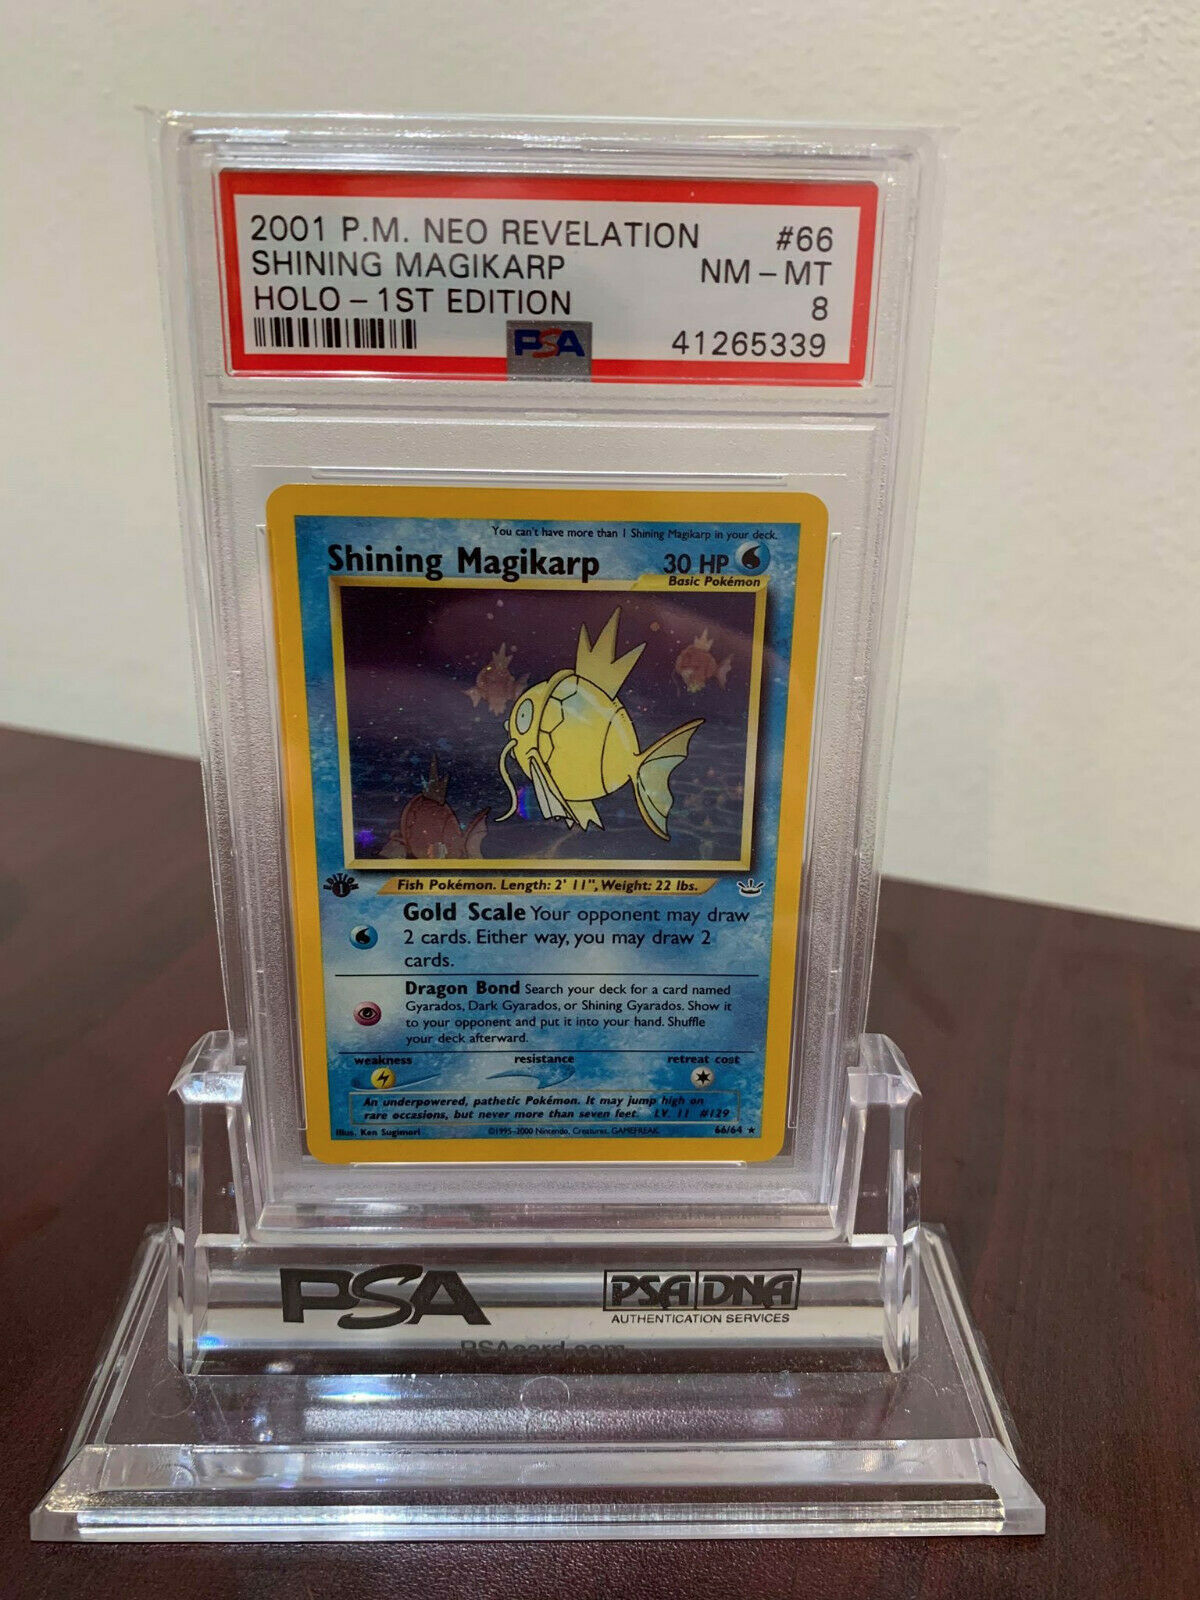 2001 P.M. NEO REVELATION #66
SHINING MAGIKARP NM - MT
HOLO - 1ST EDITION 8
PSA 41265339
You can't have more than 1 Shining Magikarp in your deck.
Shining Magikarp 30 HP
Basic Pokémon
EDITION 1
Fish Pokémon. Length: 2' 11", Weight: 22 lbs.
Gold Scale Your opponent may draw
2 cards. Either way, you may draw 2
cards.
Dragon Bond Search your deck for a card named
Gyarados, Dark Gyarados, or Shining Gyarados. Show it
to your opponent and put it into your hand. Shuffle
your deck afterward.
weakness resistance retreat cost
An underpowered, pathetic Pokémon. It may jump high on
rare occasions, but never more than seven feet. LV. 11 #129
Illus. Ken Sugimori ©1995-2000 Nintendo, Creatures, GAMEFREAK. 66/64 ★
PSA PSA DNA
AUTHENTICATION SERVICES
PSAcard.com